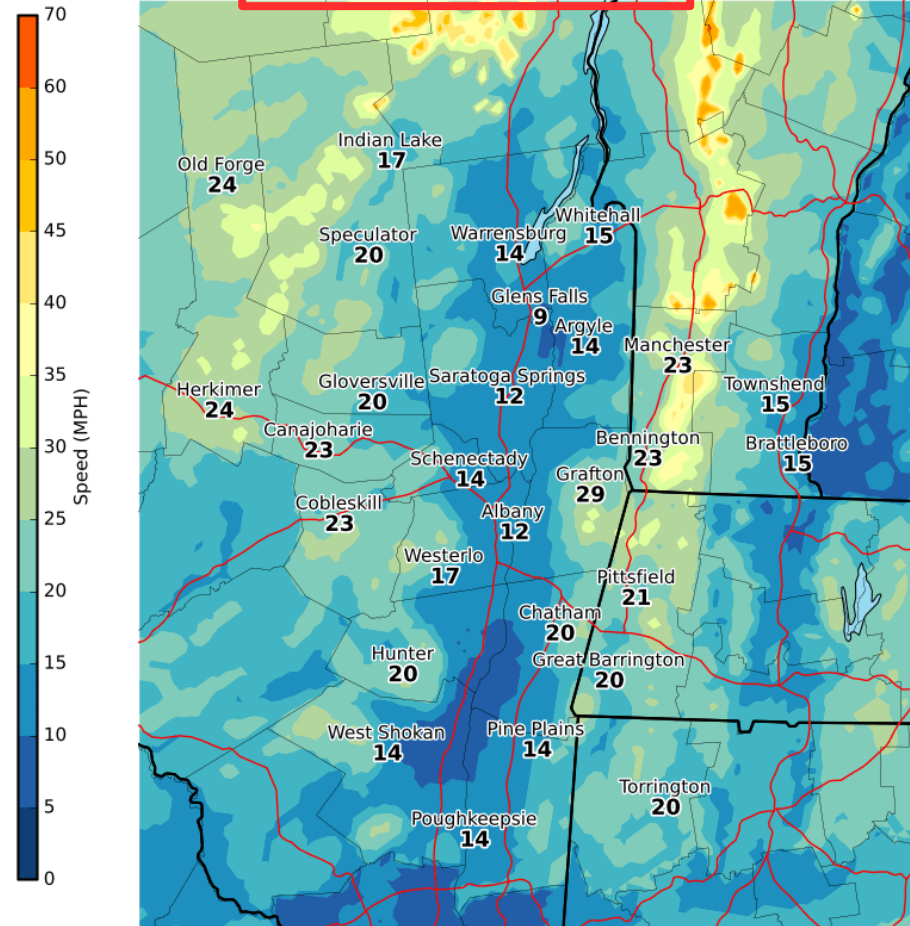 70
60
50
45
40
35
30
25
20
15
10
5
0
Speed (MPH)
Indian Lake
17
Old Forge
24
Whitehall
15
Speculator
20
Warrensburg
14
Glens Falls
9
Argyle
14
Manchester
23
Saratoga Springs
12
Gloversville
20
Townshend
15
Herkimer
24
Canajoharie
23
Bennington
23
Brattleboro
15
Schenectady
14
Grafton
29
Cobleskill
23
Albany
12
Westerlo
17
Pittsfield
21
Chatham
20
Hunter
20
Great Barrington
20
West Shokan
14
Pine Plains
14
Torrington
20
Poughkeepsie
14